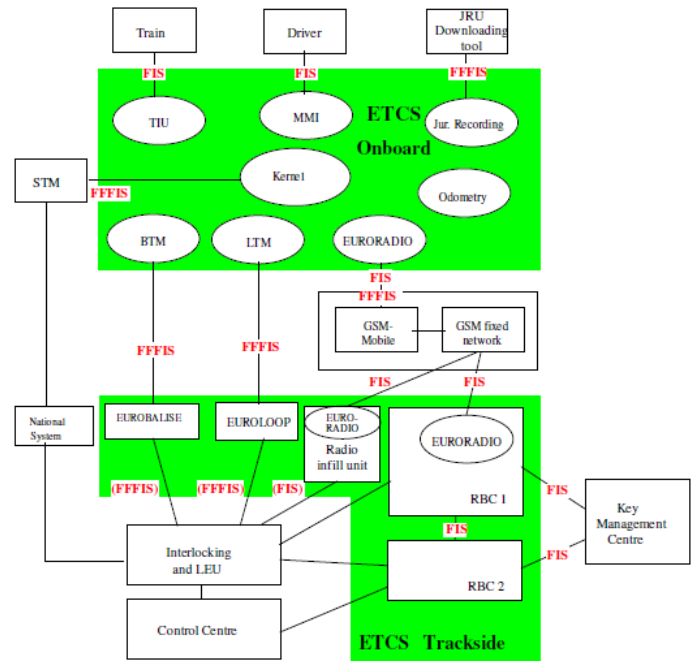 Train
Driver
JRU
Downloading
tool
FIS
FIS
FFFIS
TIU
MMI
ETCS
Onboard
Jur. Recording
STM
FFFIS
Kernel
Odometry
BTM
LTM
EURORADIO
FIS
FFFIS
GSM-
Mobile
GSM fixed
network
FFFIS
FFFIS
FIS
FIS
National
System
EUROBALISE
EUROLOOP
EURO-
RADIO
Radio
infill unit
EURORADIO
RBC 1
(FFFIS)
(FFFIS)
(FIS)
FIS
FIS
Key
Management
Centre
Interlocking
and LEU
RBC 2
FIS
Control Centre
ETCS Trackside